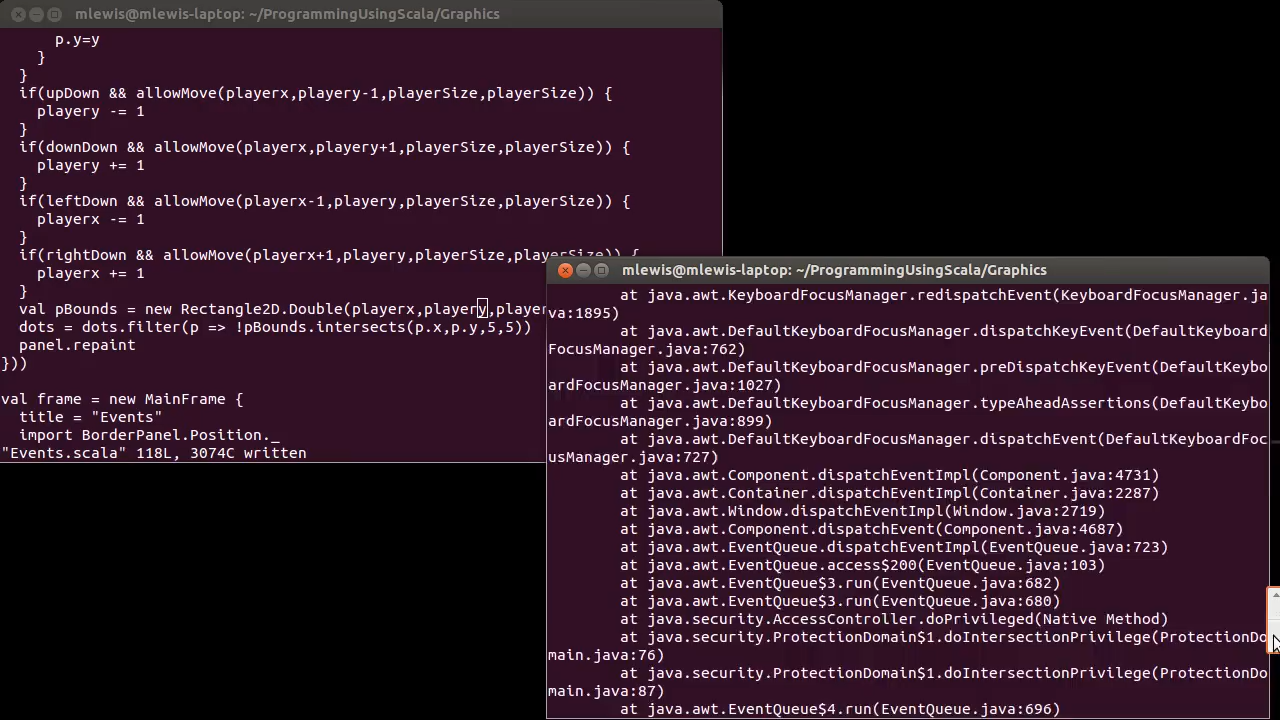 mlewis@mlewis-laptop: ~/ProgrammingUsingScala/Graphics
p.y=y
}
}
if(upDown && allowMove(playerx,playery-1,playerSize,playerSize)) {
playery -= 1
}
if(downDown && allowMove(playerx,playery+1,playerSize,playerSize)) {
playery += 1
}
if(leftDown && allowMove(playerx-1,playery,playerSize,playerSize)) {
playerx -= 1
}
if(rightDown && allowMove(playerx+1,playery,playerSize,playerSize)) {
playerx += 1
}
val pBounds = new Rectangle2D.Double(playerx,playery,player
dots = dots.filter(p => !pBounds.intersects(p.x,p.y,5,5))
panel.repaint
}))
val frame = new MainFrame {
title = "Events"
import BorderPanel.Position._
"Events.scala" 118L, 3074C written
mlewis@mlewis-laptop: ~/ProgrammingUsingScala/Graphics
at java.awt.KeyboardFocusManager.redispatchEvent(KeyboardFocusManager.ja
va:1895)
at java.awt.DefaultKeyboardFocusManager.dispatchKeyEvent(DefaultKeyboard
FocusManager.java:762)
at java.awt.DefaultKeyboardFocusManager.preDispatchKeyEvent(DefaultKeybo
ardFocusManager.java:1027)
at java.awt.DefaultKeyboardFocusManager.typeAheadAssertions(DefaultKeybo
ardFocusManager.java:899)
at java.awt.DefaultKeyboardFocusManager.dispatchEvent(DefaultKeyboardFoc
usManager.java:727)
at java.awt.Component.dispatchEventImpl(Component.java:4731)
at java.awt.Container.dispatchEventImpl(Container.java:2287)
at java.awt.Window.dispatchEventImpl(Window.java:2719)
at java.awt.Component.dispatchEvent(Component.java:4687)
at java.awt.EventQueue.dispatchEventImpl(EventQueue.java:723)
at java.awt.EventQueue.access$200(EventQueue.java:103)
at java.awt.EventQueue$3.run(EventQueue.java:682)
at java.awt.EventQueue$3.run(EventQueue.java:680)
at java.security.AccessController.doPrivileged(Native Method)
at java.security.ProtectionDomain$1.doIntersectionPrivilege(ProtectionDo
main.java:76)
at java.security.ProtectionDomain$1.doIntersectionPrivilege(ProtectionDo
main.java:87)
at java.awt.EventQueue$4.run(EventQueue.java:696)